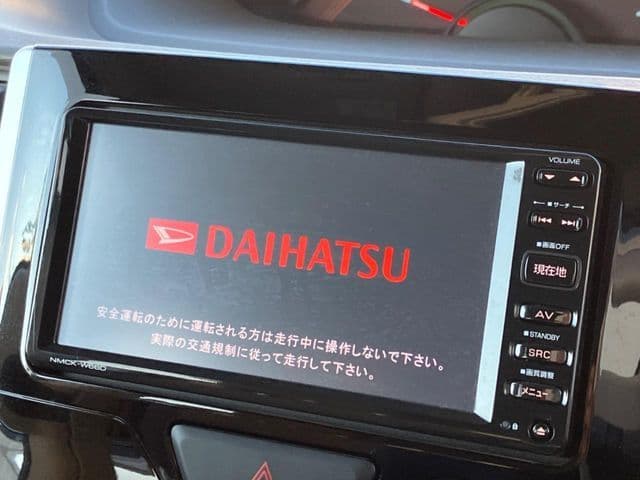 VOLUME
■サーチ
■画面OFF
現在地
AV
■STANDBY
SRC
■画質調整
メニュー
DAIHATSU
安全運転のために運転される方は走行中に操作しないで下さい。
実際の交通規制に従って走行して下さい。
NMCK-W66D